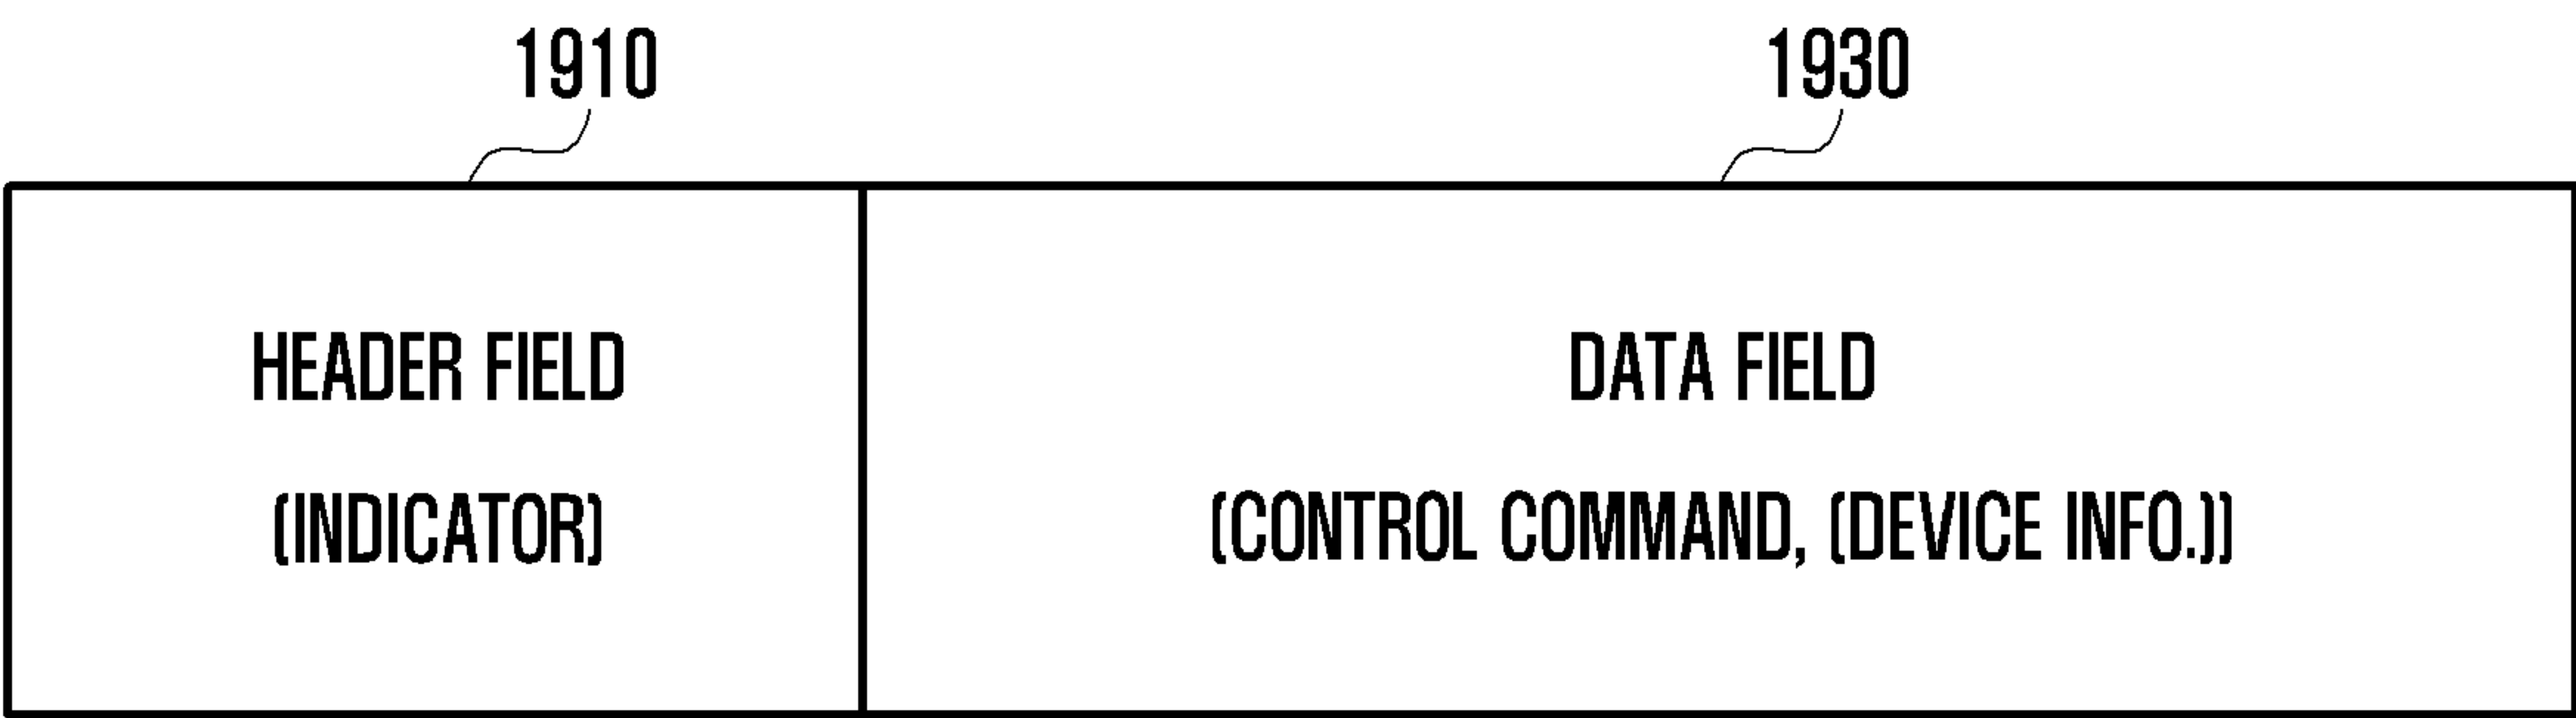 1910
1930
HEADER FIELD
(INDICATOR)
DATA FIELD
(CONTROL COMMAND, (DEVICE INFO.))